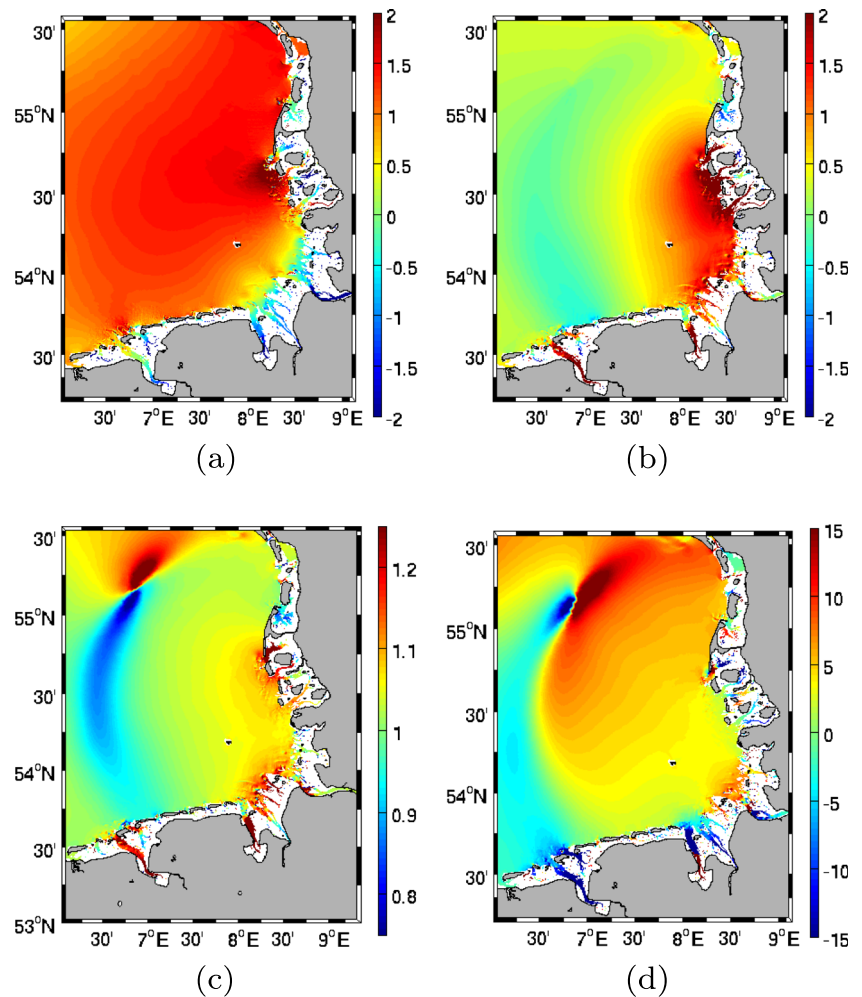 30' 2
1.5
55°N 1
0.5
30' 0
-0.5
54°N -1
-1.5
30' -2
30' 7°E 30' 8°E 30' 9°E
(a)
30' 2
1.5
55°N 1
0.5
30' 0
-0.5
54°N -1
-1.5
30' -2
30' 7°E 30' 8°E 30' 9°E
(b)
30' 1.2
55°N 1.1
30' 1
54°N 0.9
30' 0.8
53°N
30' 7°E 30' 8°E 30' 9°E
(c)
30' 15
10
55°N 5
30' 0
-5
54°N -10
30' -15
30' 7°E 30' 8°E 30' 9°E
(d)